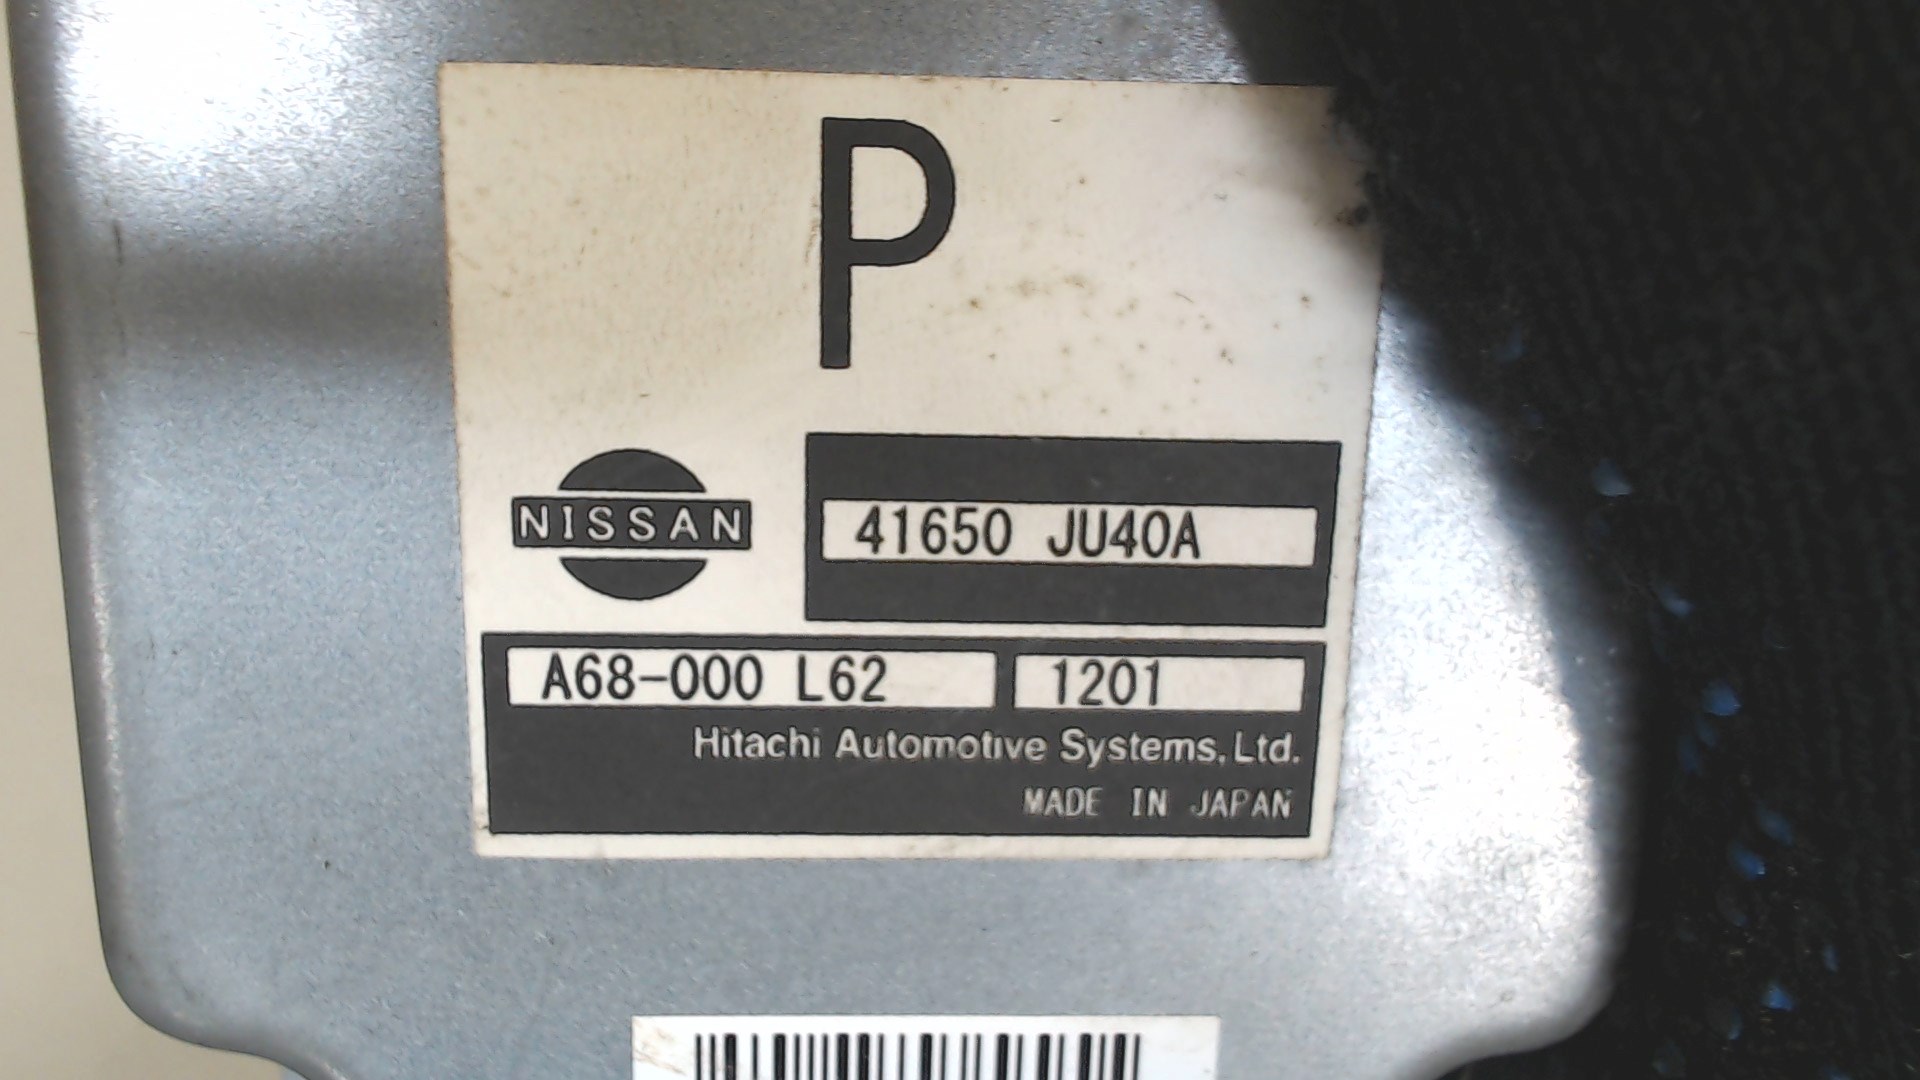 P
NISSAN
41650 JU40A
A68-000 L62
1201
Hitachi Automotive Systems, Ltd.
MADE IN JAPAN